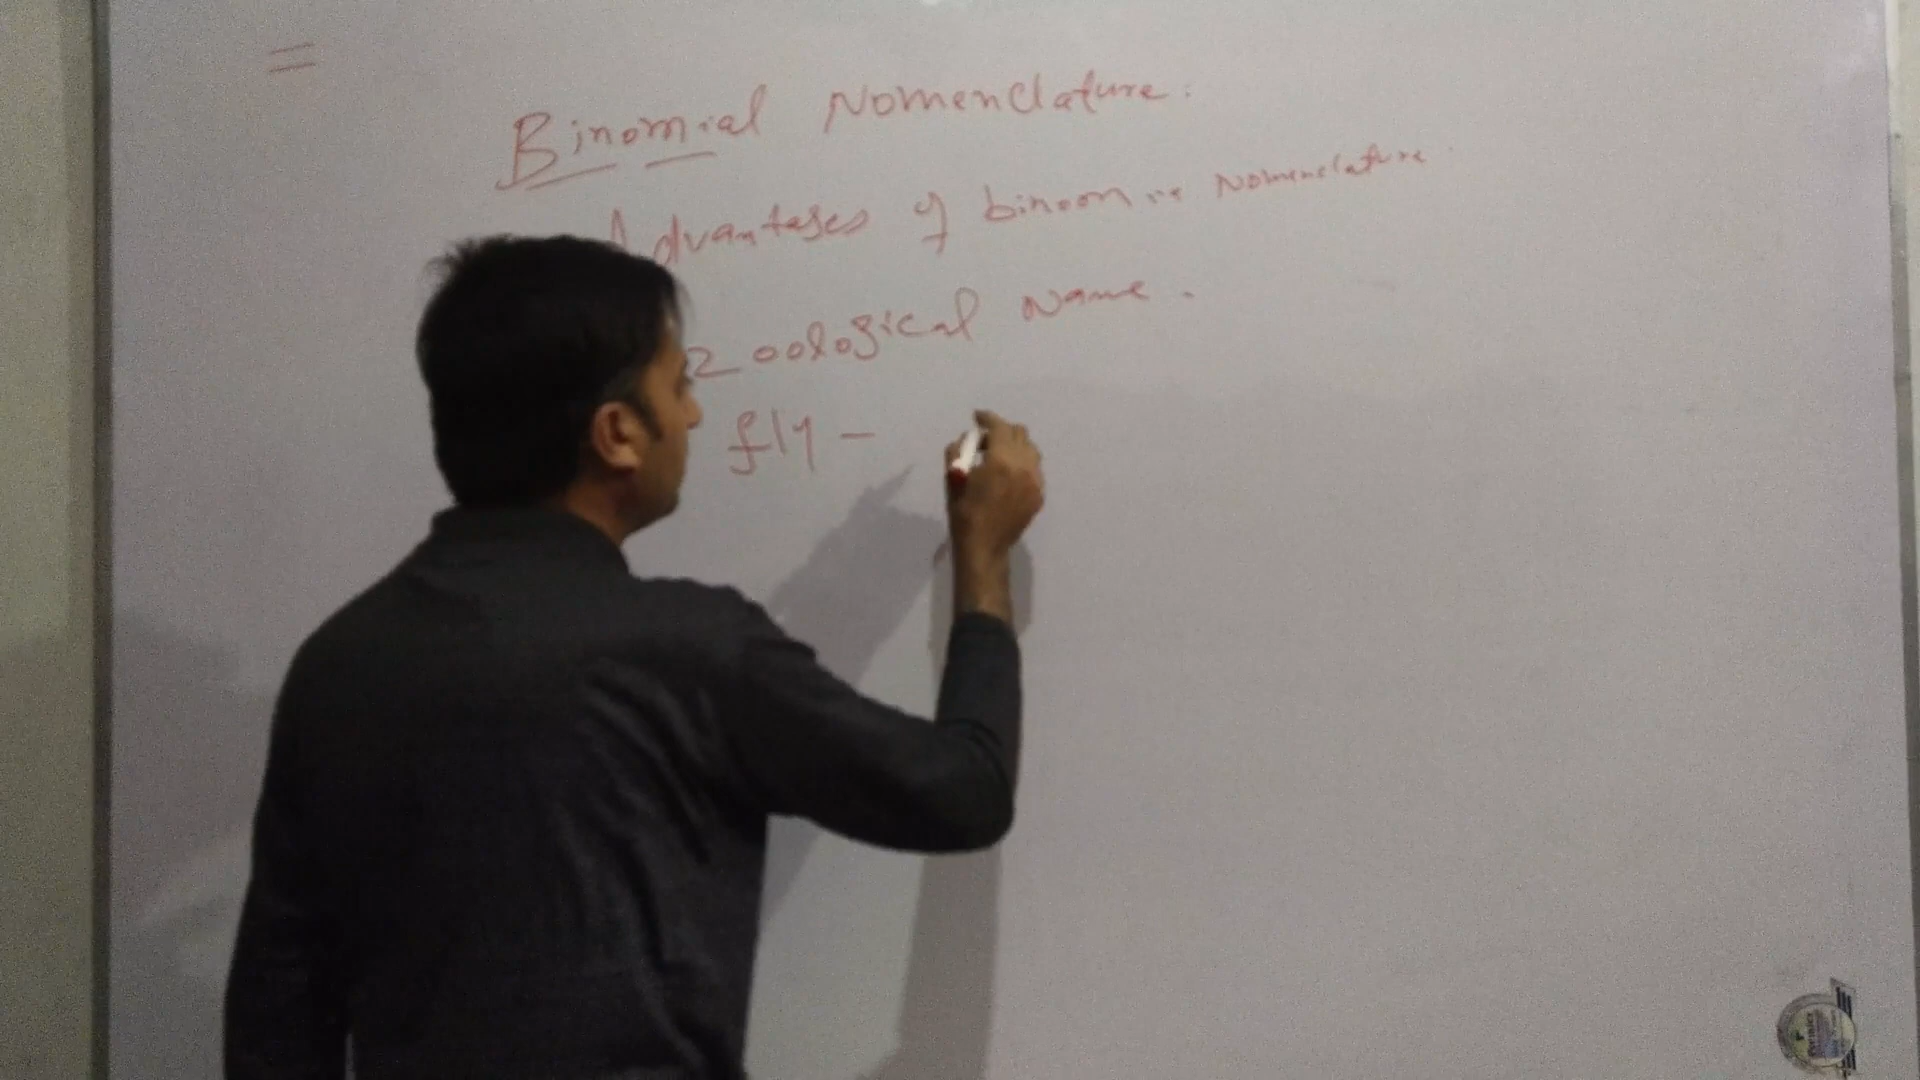 =
Binomial Nomenclature.
Advantages of binomial Nomenclature
Zoological Name.
fly -